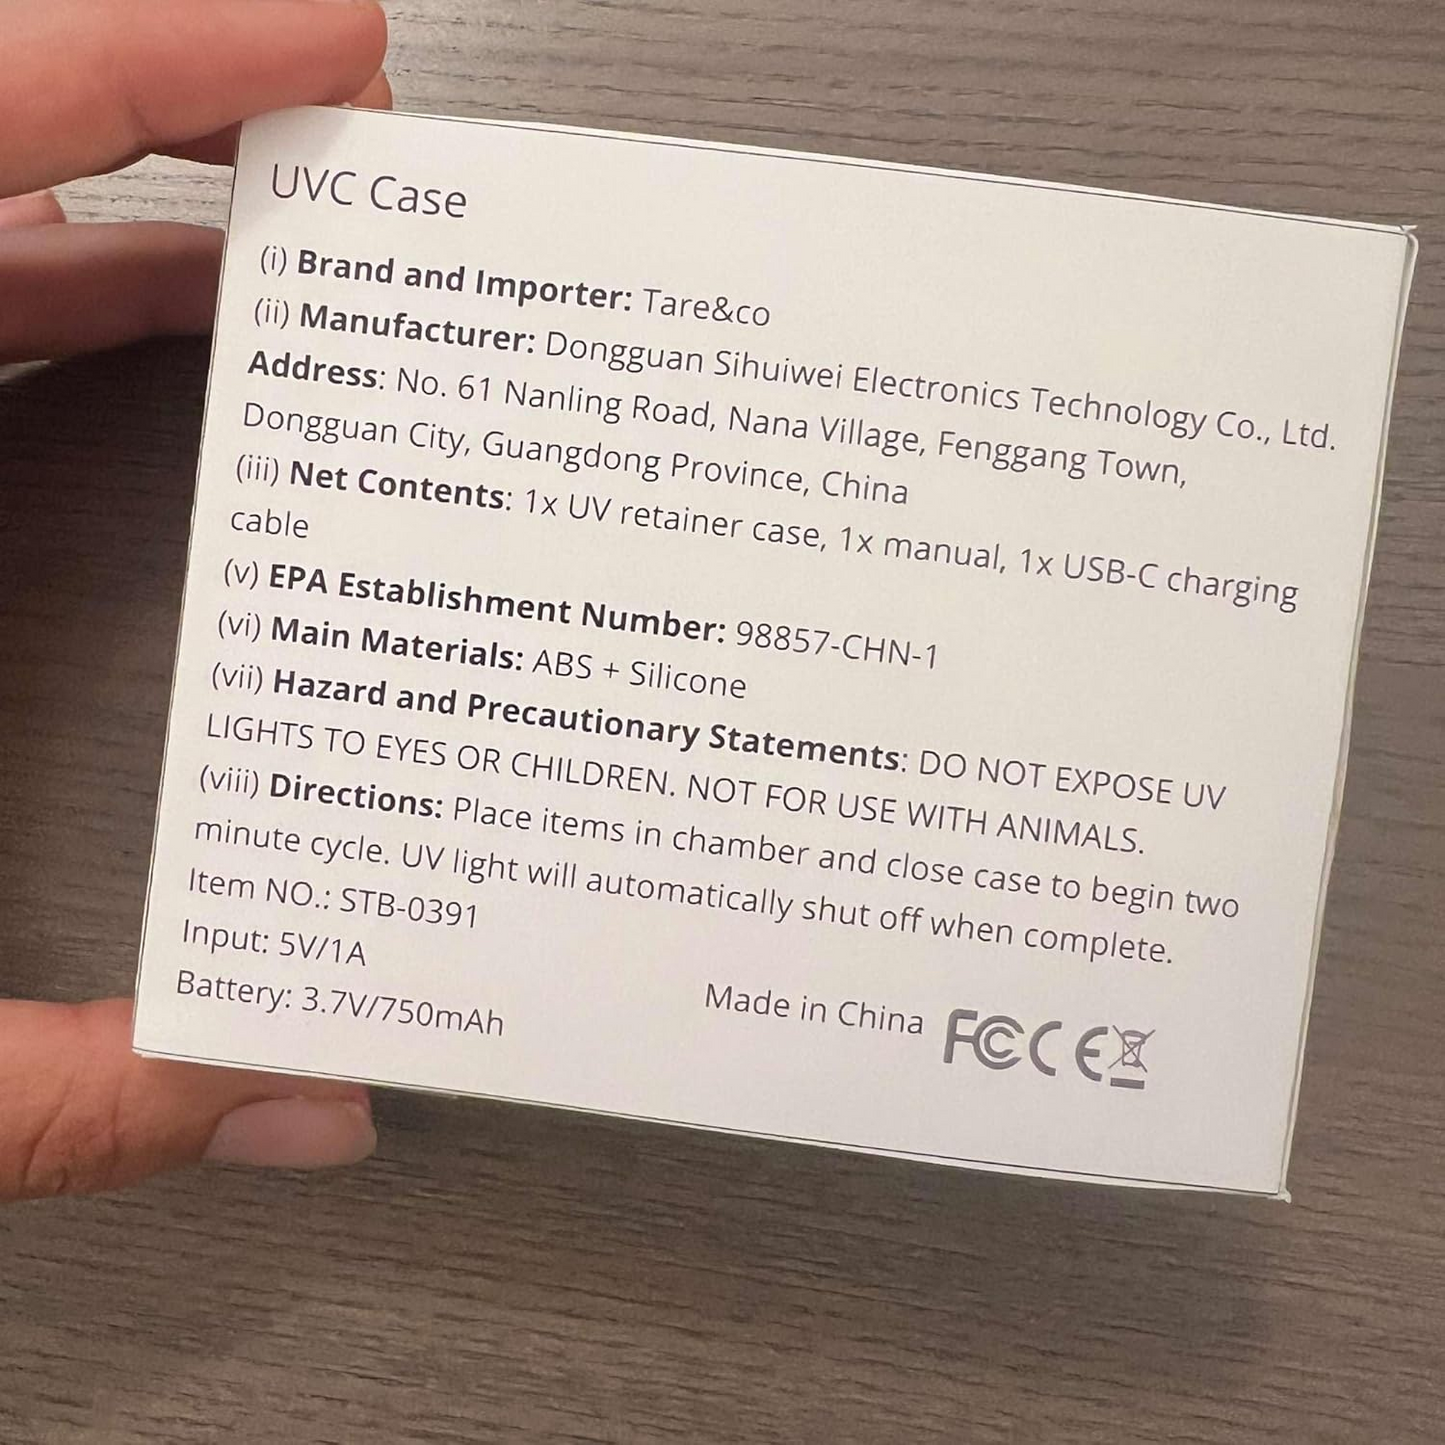 UVC Case
(i) Brand and Importer: Tare&co
(ii) Manufacturer: Dongguan Sihuiwei Electronics Technology Co., Ltd.
Address: No. 61 Nanling Road, Nana Village, Fenggang Town,
Dongguan City, Guangdong Province, China
(iii) Net Contents: 1x UV retainer case, 1x manual, 1x USB-C charging
cable
(v) EPA Establishment Number: 98857-CHN-1
(vi) Main Materials: ABS + Silicone
(vii) Hazard and Precautionary Statements: DO NOT EXPOSE UV
LIGHTS TO EYES OR CHILDREN. NOT FOR USE WITH ANIMALS.
(viii) Directions: Place items in chamber and close case to begin two
minute cycle. UV light will automatically shut off when complete.
Item NO.: STB-0391
Input: 5V/1A
Battery: 3.7V/750mAh
Made in China FC CE